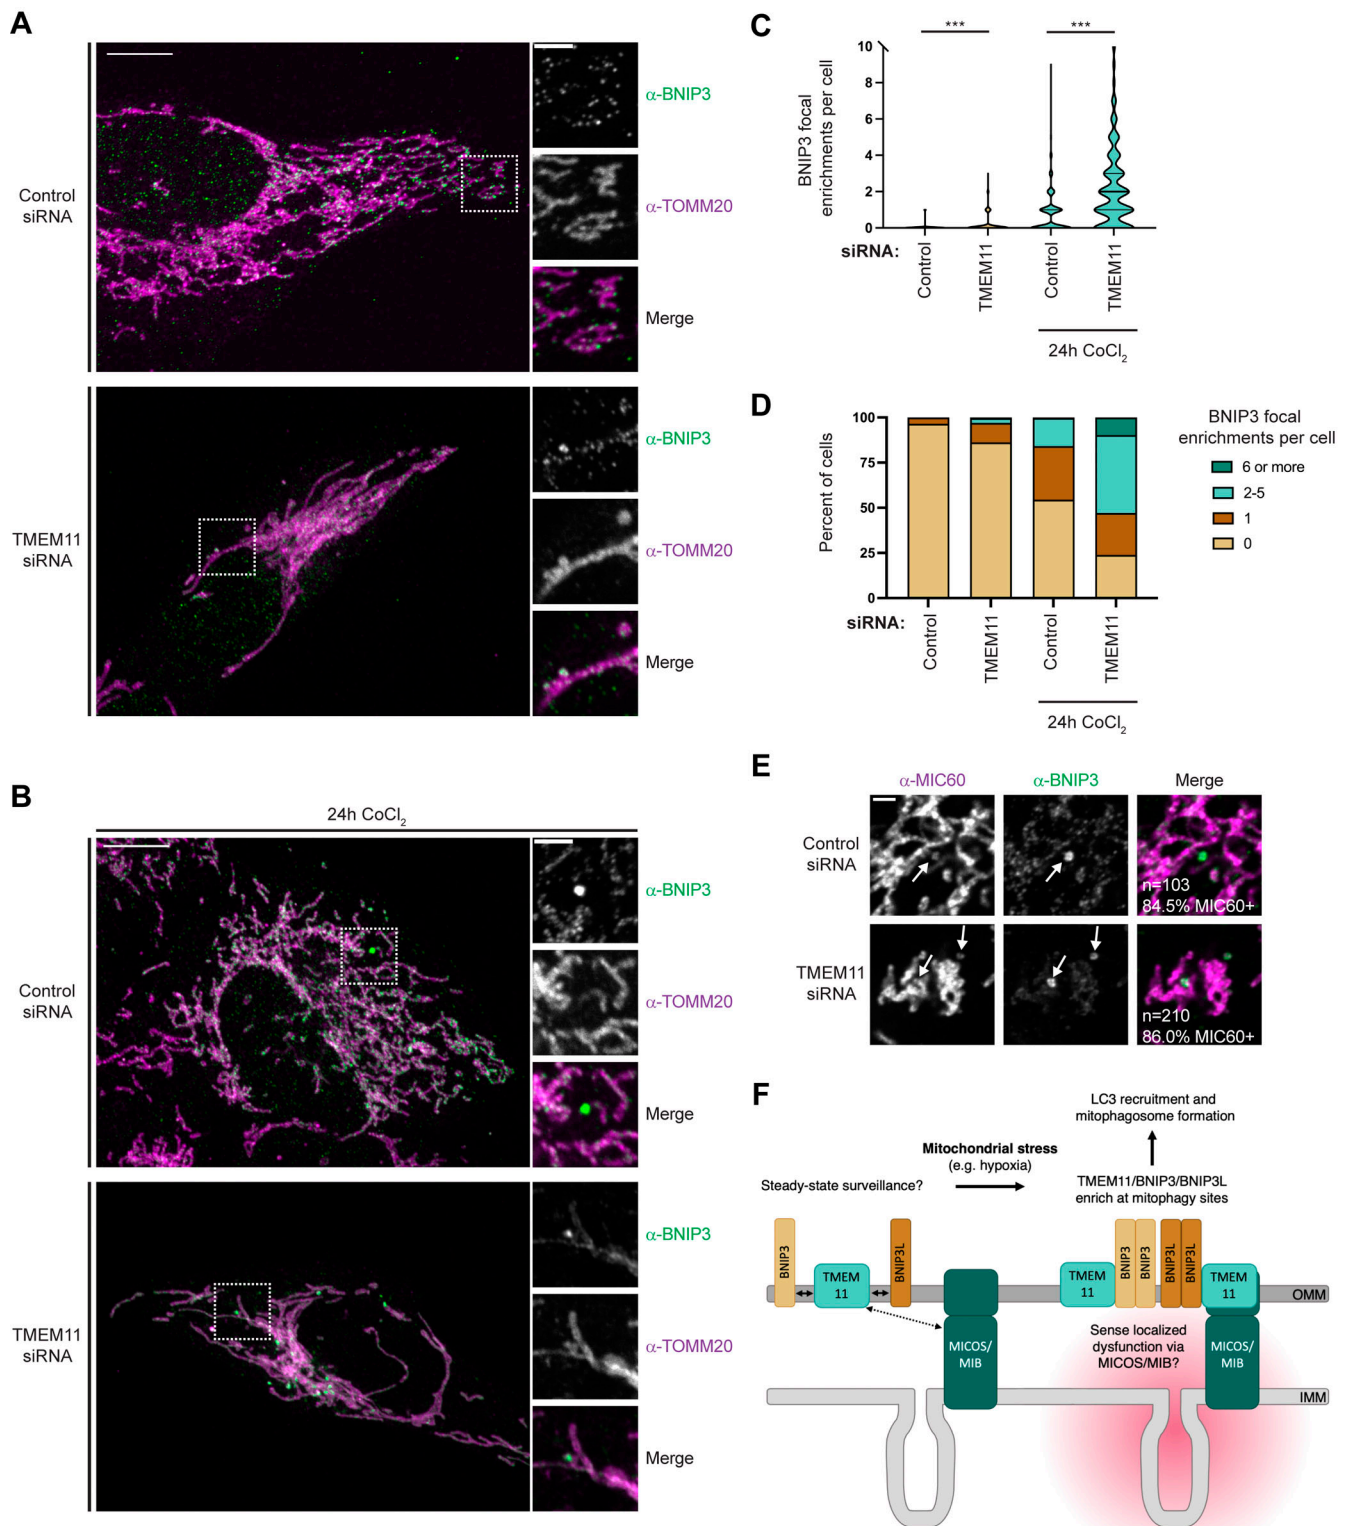 A
Control
siRNA
α-BNIP3
α-TOMM20
Merge
TMEM11
siRNA
α-BNIP3
α-TOMM20
Merge
B
24h CoCl2
Control
siRNA
α-BNIP3
α-TOMM20
Merge
TMEM11
siRNA
α-BNIP3
α-TOMM20
Merge
C
BNIP3 focal
enrichments per cell
10
8
6
4
2
0
***
***
siRNA:
Control
TMEM11
Control
TMEM11
24h CoCl2
D
Percent of cells
100
75
50
25
0
siRNA:
Control
TMEM11
Control
TMEM11
24h CoCl2
BNIP3 focal
enrichments per cell
6 or more
2-5
1
0
E
α-MIC60
α-BNIP3
Merge
Control
siRNA
n=103
84.5% MIC60+
TMEM11
siRNA
n=210
86.0% MIC60+
F
LC3 recruitment and
mitophagosome formation
Mitochondrial stress
(e.g. hypoxia)
Steady-state surveillance?
TMEM11/BNIP3/BNIP3L
enrich at mitophagy sites
BNIP3
TMEM
11
BNIP3L
MICOS/
MIB
TMEM
11
BNIP3
BNIP3
BNIP3L
BNIP3L
TMEM
11
OMM
Sense localized
dysfunction via
MICOS/MIB?
MICOS/
MIB
IMM